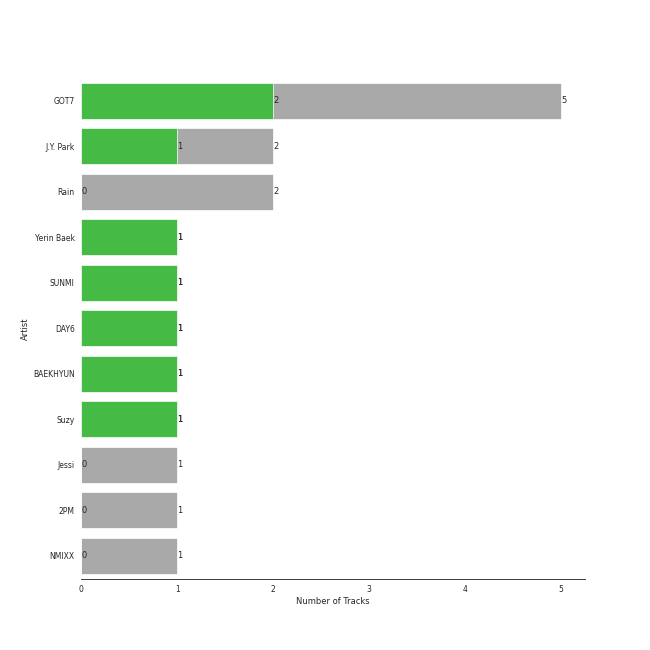 GOT7 2 5
J.Y. Park 1 2
Rain 0 2
Yerin Baek 1
SUNMI 1
DAY6 1
BAEKHYUN 1
Suzy 1
Jessi 0 1
2PM 0 1
NMIXX 0 1
Artist
0 1 2 3 4 5
Number of Tracks